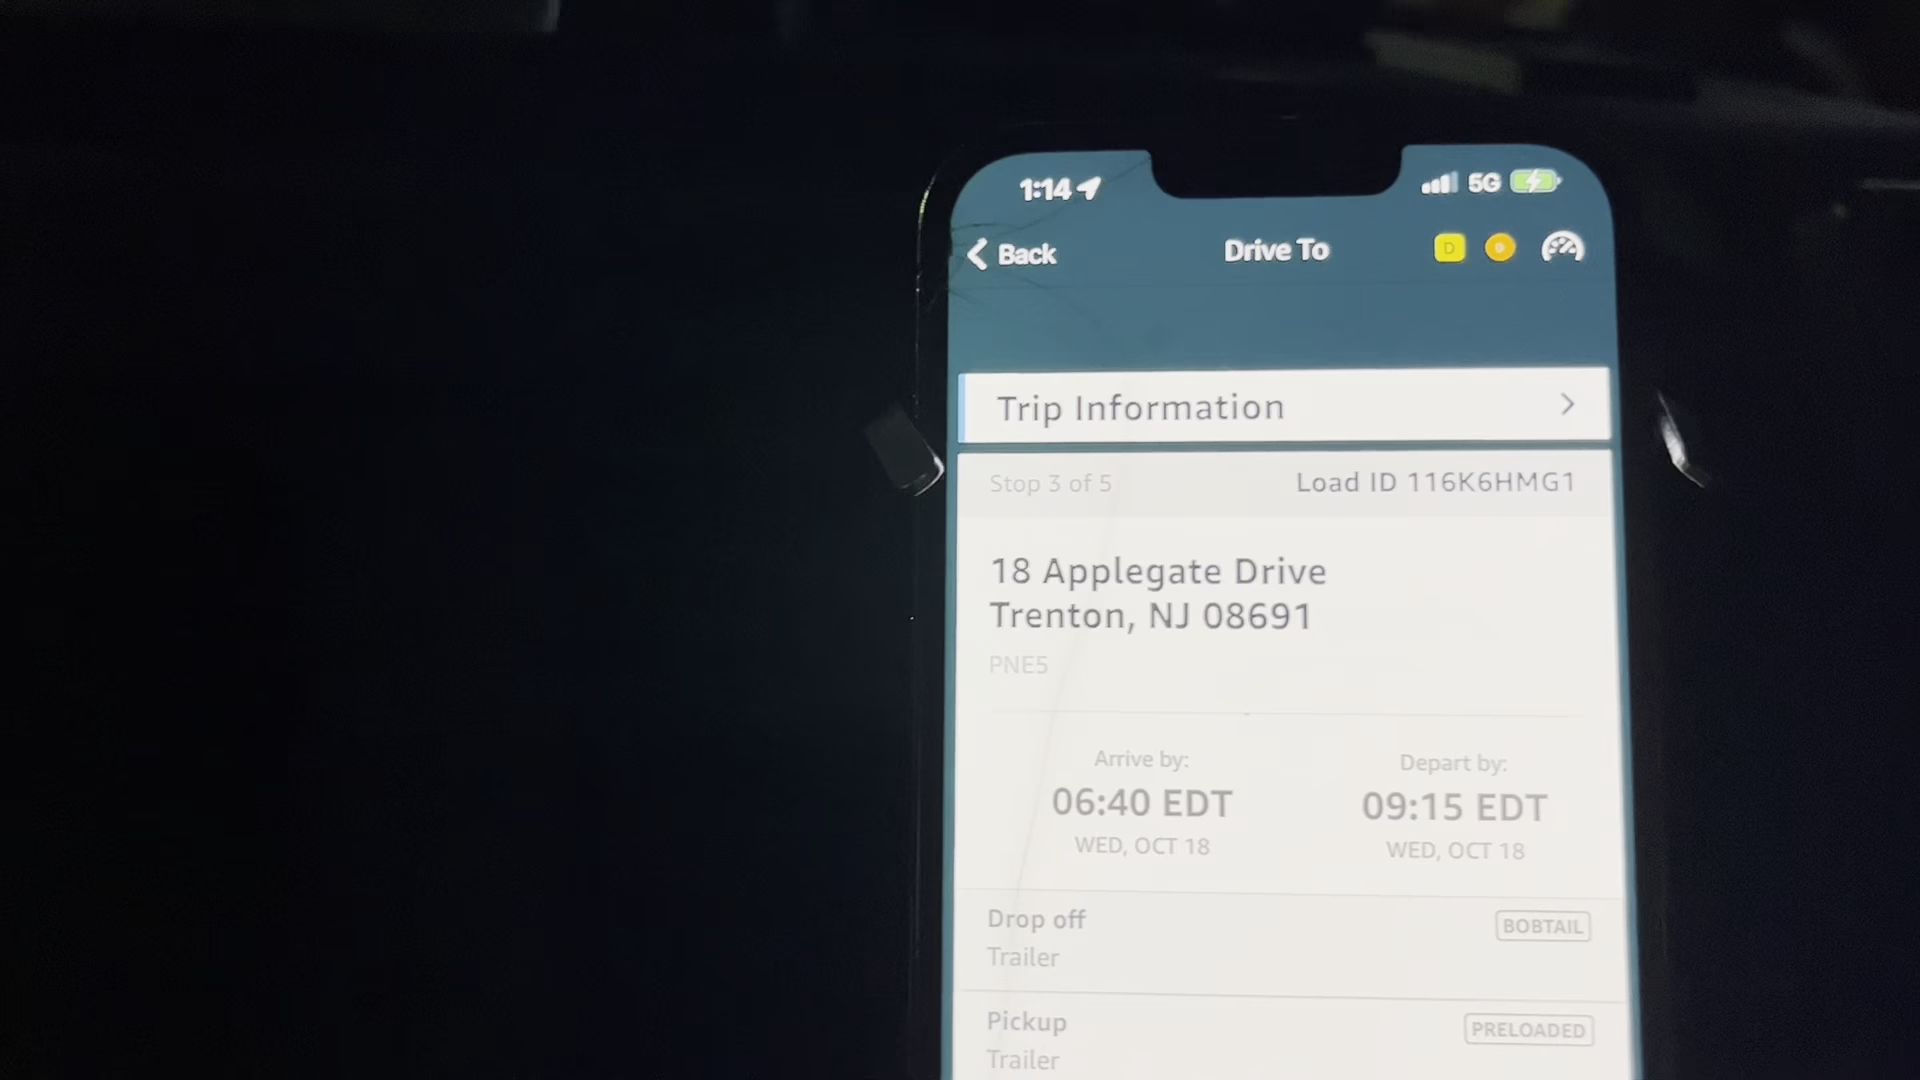 1:14
5G
Back
Drive To
D
Trip Information
Stop 3 of 5
Load ID 116K6HMG1
18 Applegate Drive
Trenton, NJ 08691
PNE5
Arrive by:
Depart by:
06:40 EDT
09:15 EDT
WED, OCT 18
WED, OCT 18
Drop off
BOBTAIL
Trailer
Pickup
PRELOADED
Trailer